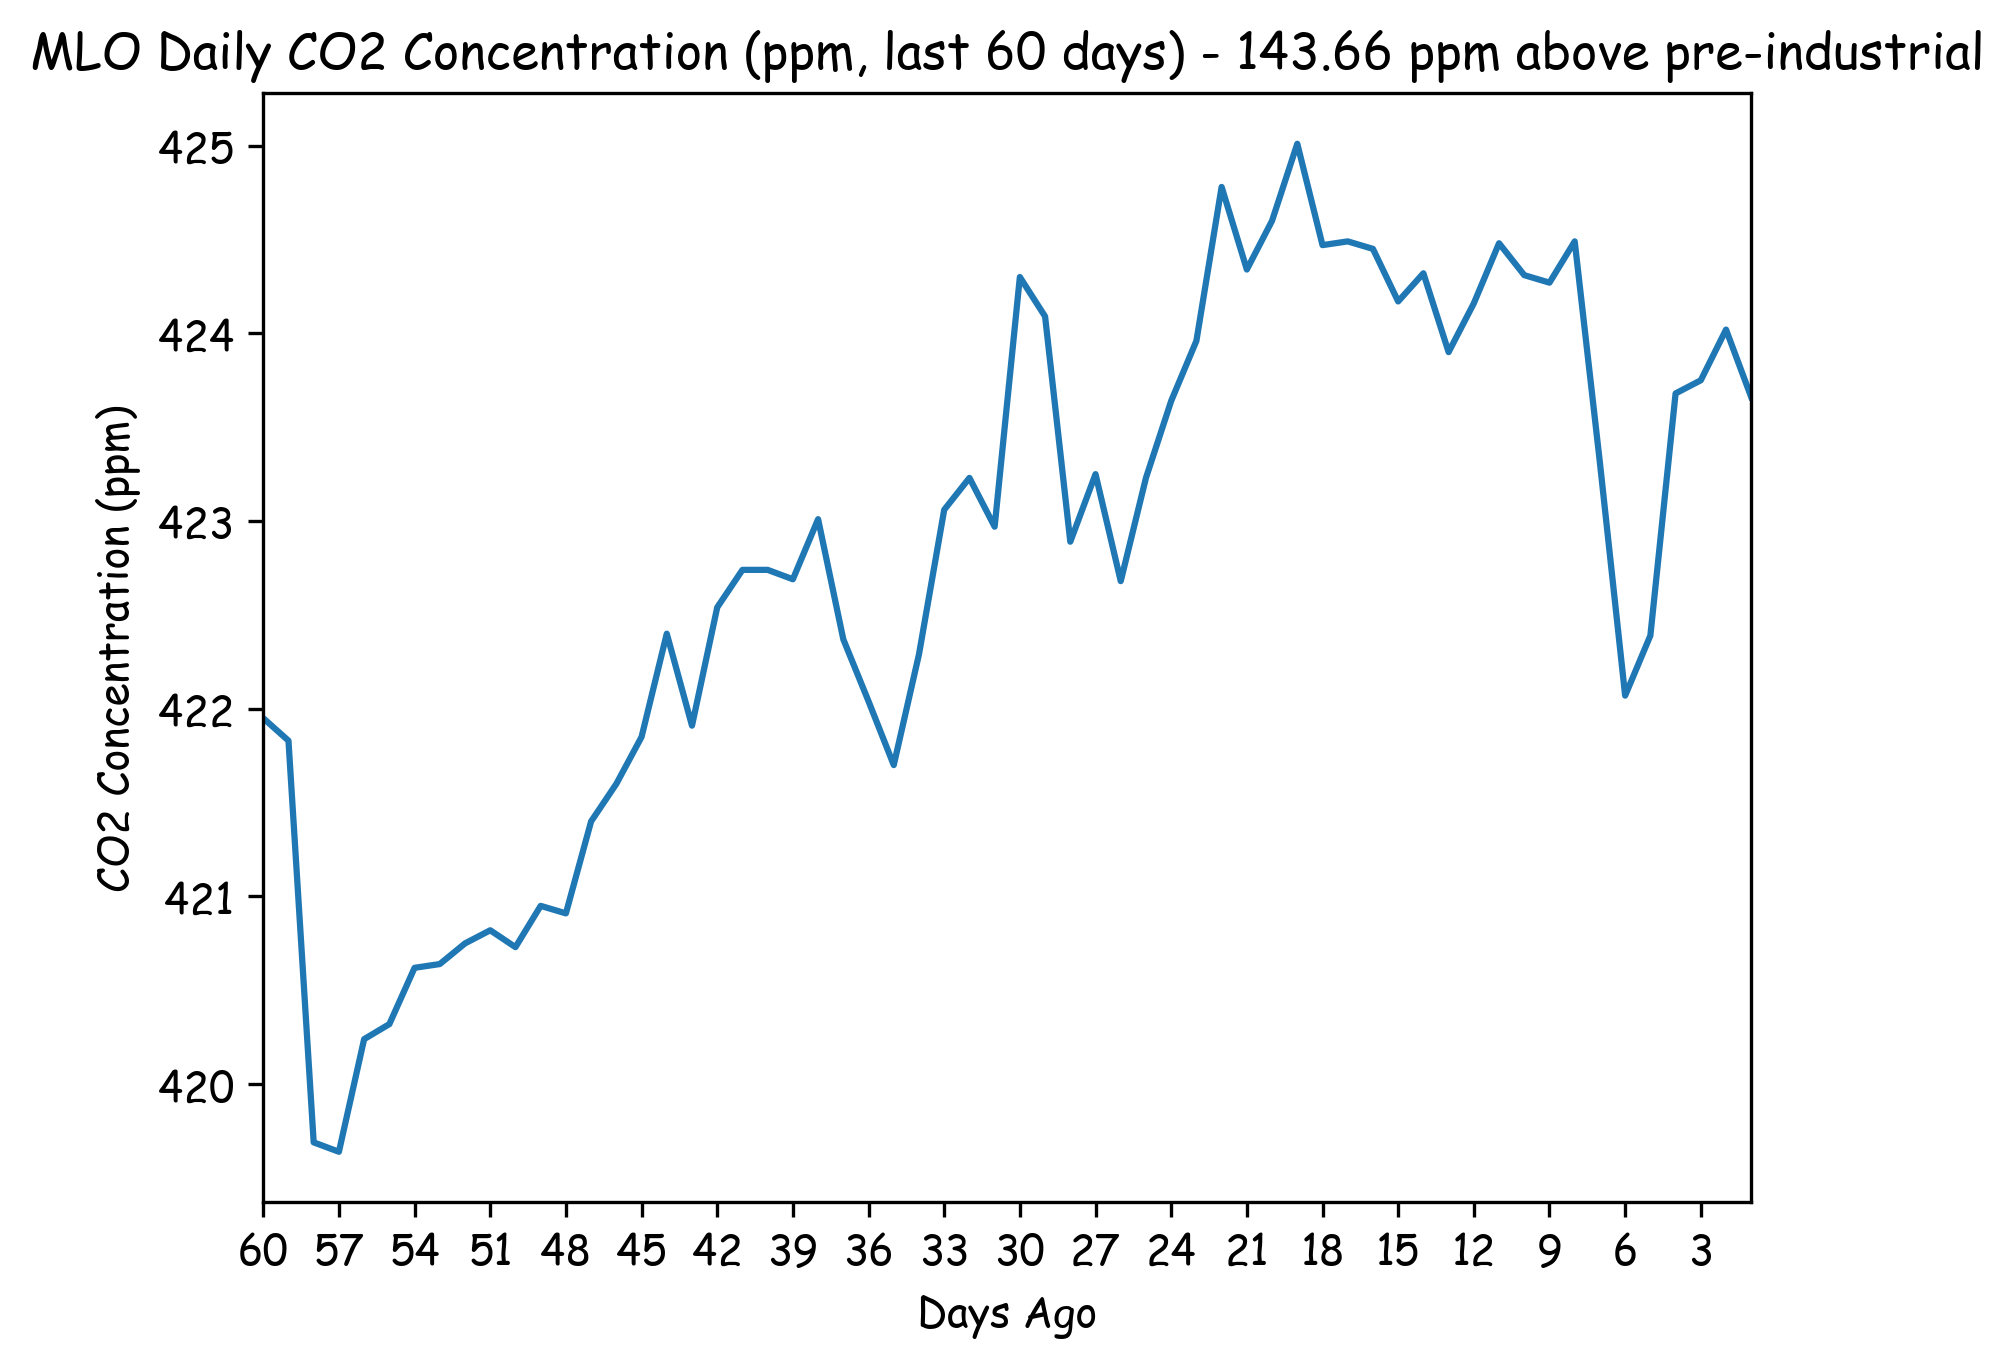 MLO Daily CO2 Concentration (ppm, last 60 days) - 143.66 ppm above pre-industrial
425
424
423
422
421
420
CO2 Concentration (ppm)
60 57 54 51 48 45 42 39 36 33 30 27 24 21 18 15 12 9 6 3
Days Ago